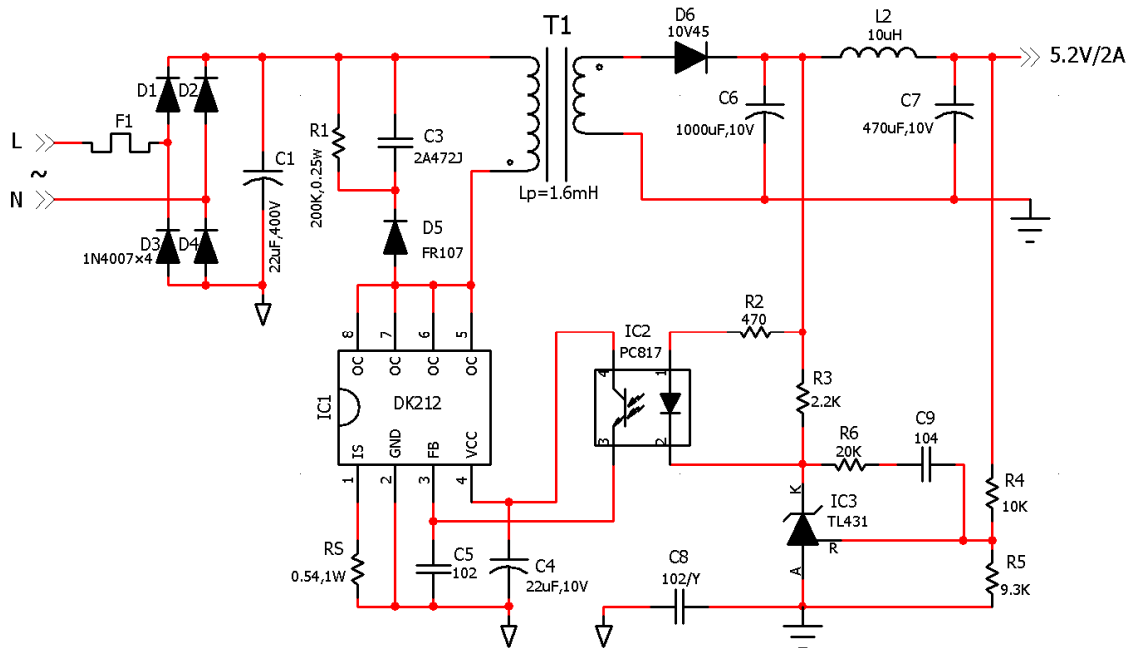 T1
D6
10V45
L2
10uH
5.2V/2A
D1
D2
F1
L
~
N
C1
22uF,400V
R1
200K,0.25w
C3
2A472J
Lp=1.6mH
C6
1000uF,10V
C7
470uF,10V
D3
D4
1N4007×4
D5
FR107
8
7
6
5
OC
OC
OC
OC
IC1
DK212
IS
GND
FB
VCC
1
2
3
4
IC2
PC817
4
1
3
2
R2
470
R3
2.2K
R6
20K
C9
104
K
IC3
TL431
R
A
R4
10K
R5
9.3K
RS
0.54,1W
C5
102
C4
22uF,10V
C8
102/Y